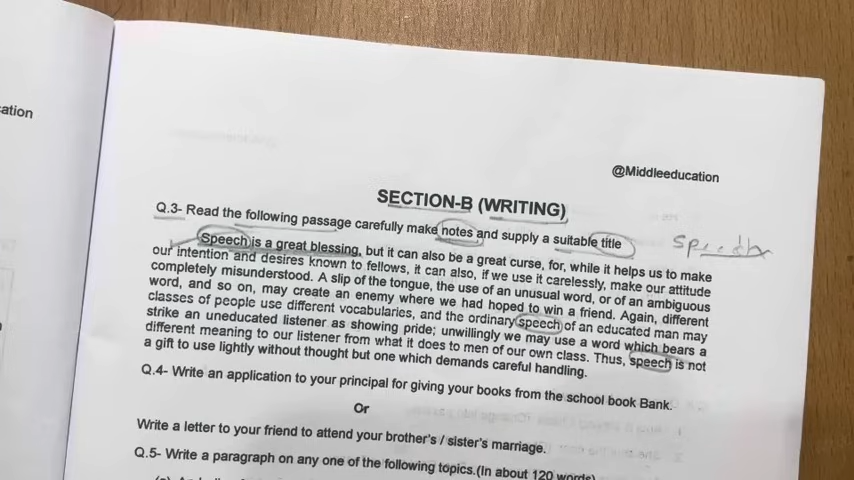 ation
@Middleeducation
SECTION-B (WRITING)
Q.3- Read the following passage carefully make notes and supply a suitable title
Speech is a great blessing, but it can also be a great curse, for, while it helps us to make
our intention and desires known to fellows, it can also, if we use it carelessly, make our attitude
completely misunderstood. A slip of the tongue, the use of an unusual word, or of an ambiguous
word, and so on, may create an enemy where we had hoped to win a friend. Again, different
classes of people use different vocabularies, and the ordinary speech of an educated man may
strike an uneducated listener as showing pride; unwillingly we may use a word which bears a
different meaning to our listener from what it does to men of our own class. Thus, speech is not
a gift to use lightly without thought but one which demands careful handling.
Q.4- Write an application to your principal for giving your books from the school book Bank.
Or
Write a letter to your friend to attend your brother's / sister's marriage.
Q.5- Write a paragraph on any one of the following topics.(In about 120 words)